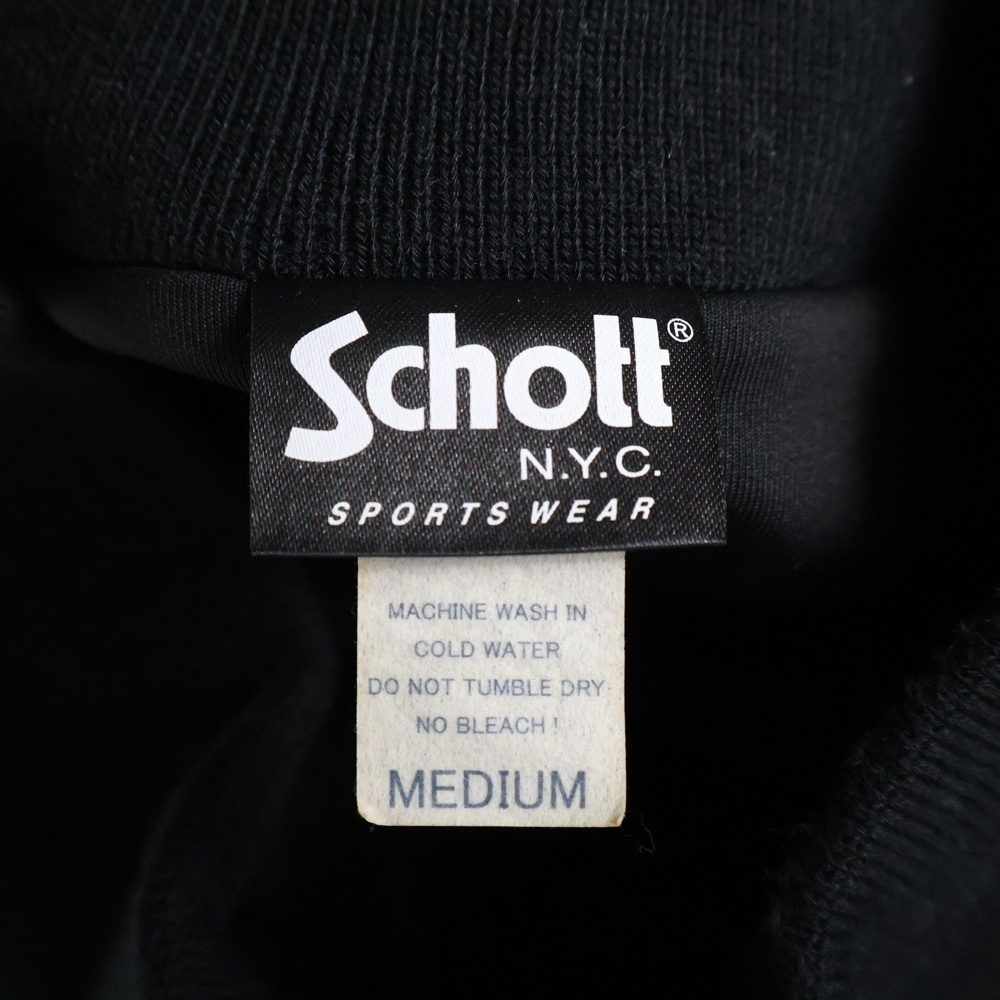 Schott®
N.Y.C.
SPORTS WEAR
MACHINE WASH IN
COLD WATER
DO NOT TUMBLE DRY
NO BLEACH !
MEDIUM